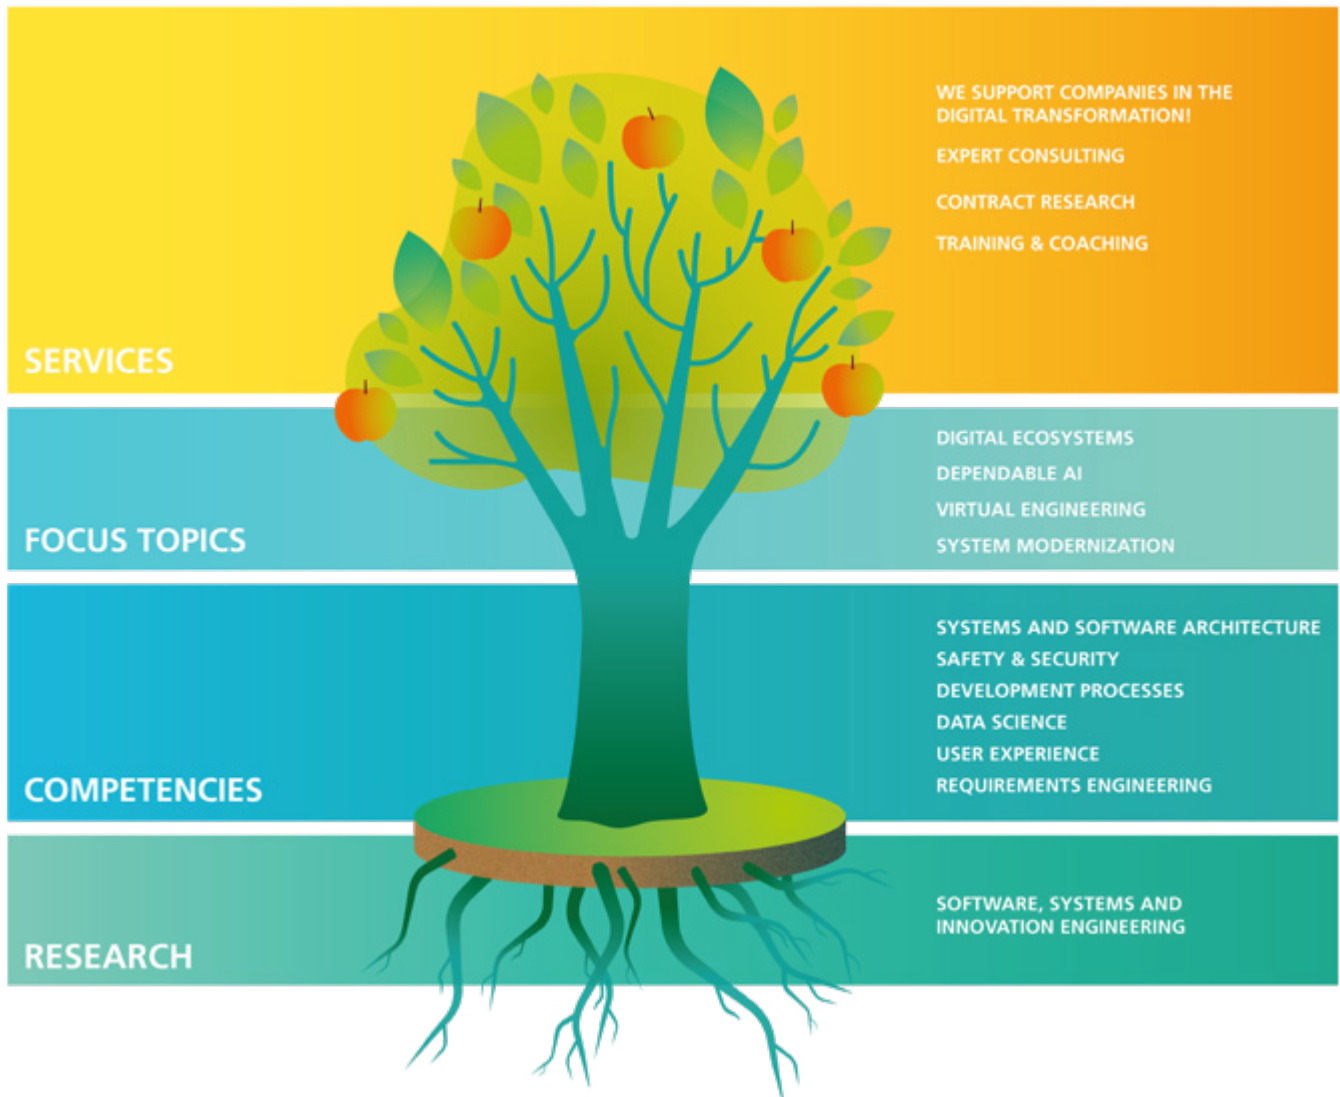 WE SUPPORT COMPANIES IN THE
DIGITAL TRANSFORMATION!
EXPERT CONSULTING
CONTRACT RESEARCH
TRAINING & COACHING
SERVICES
DIGITAL ECOSYSTEMS
DEPENDABLE AI
VIRTUAL ENGINEERING
SYSTEM MODERNIZATION
FOCUS TOPICS
SYSTEMS AND SOFTWARE ARCHITECTURE
SAFETY & SECURITY
DEVELOPMENT PROCESSES
DATA SCIENCE
USER EXPERIENCE
REQUIREMENTS ENGINEERING
COMPETENCIES
SOFTWARE, SYSTEMS AND
INNOVATION ENGINEERING
RESEARCH